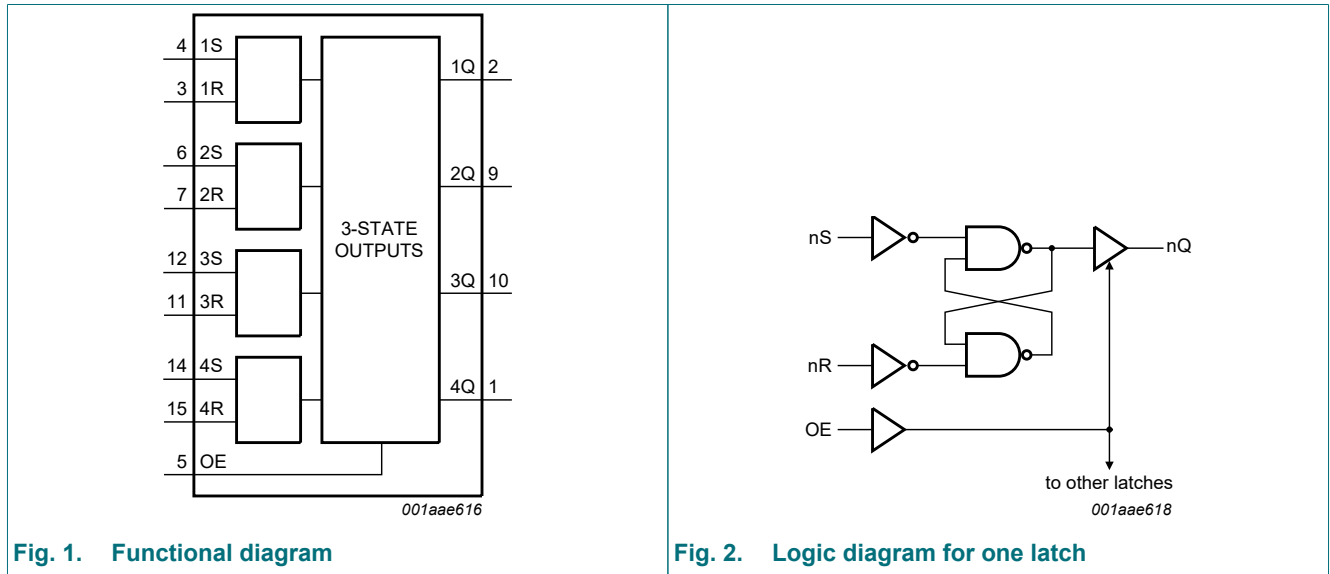 4 1S
3 1R
6 2S
7 2R
12 3S
11 3R
14 4S
15 4R
5 OE
3-STATE
OUTPUTS
1Q 2
2Q 9
3Q 10
4Q 1
001aae616
Fig. 1. Functional diagram
nS
nR
OE
nQ
to other latches
001aae618
Fig. 2. Logic diagram for one latch